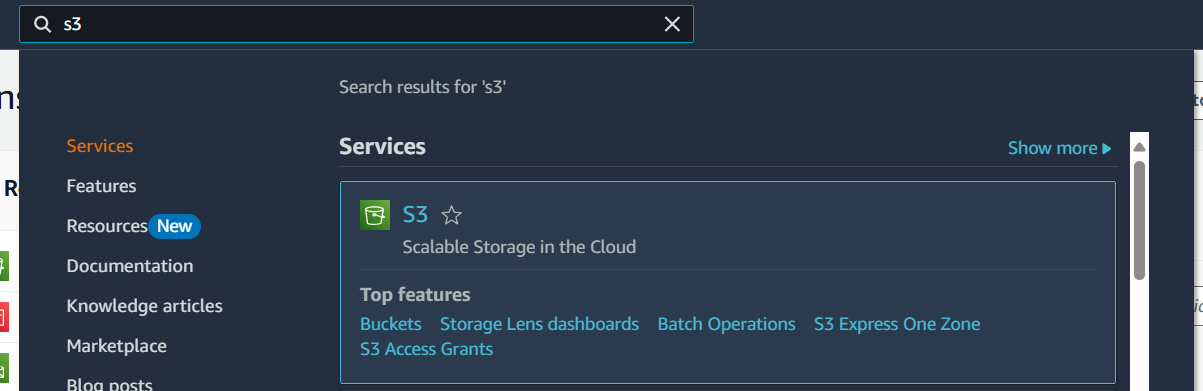 s3
Search results for 's3'
Services
Features
Resources New
Documentation
Knowledge articles
Marketplace
Blog posts
Services
Show more
S3
Scalable Storage in the Cloud
Top features
Buckets Storage Lens dashboards Batch Operations S3 Express One Zone
S3 Access Grants